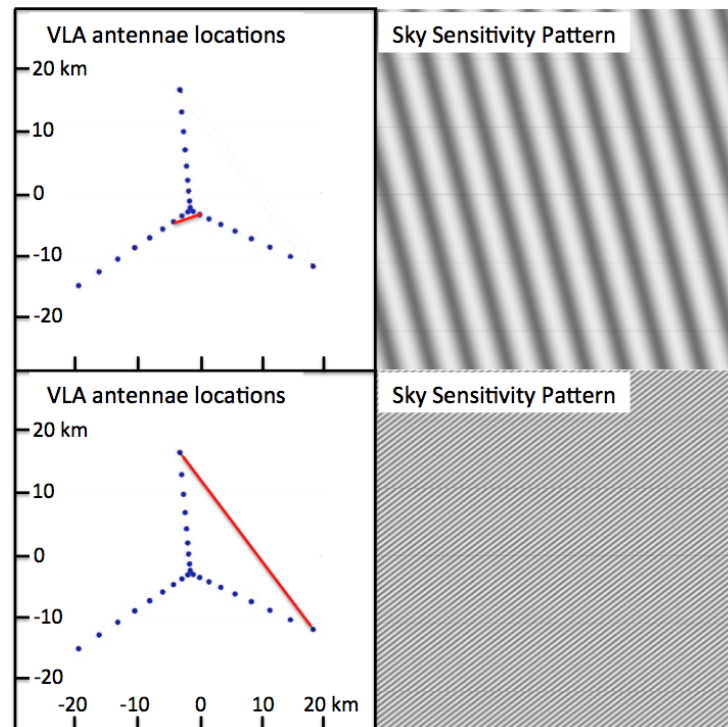 VLA antennae locations
Sky Sensitivity Pattern
20 km
10
0
-10
-20
VLA antennae locations
Sky Sensitivity Pattern
20 km
10
0
-10
-20
-20 -10 0 10 20 km